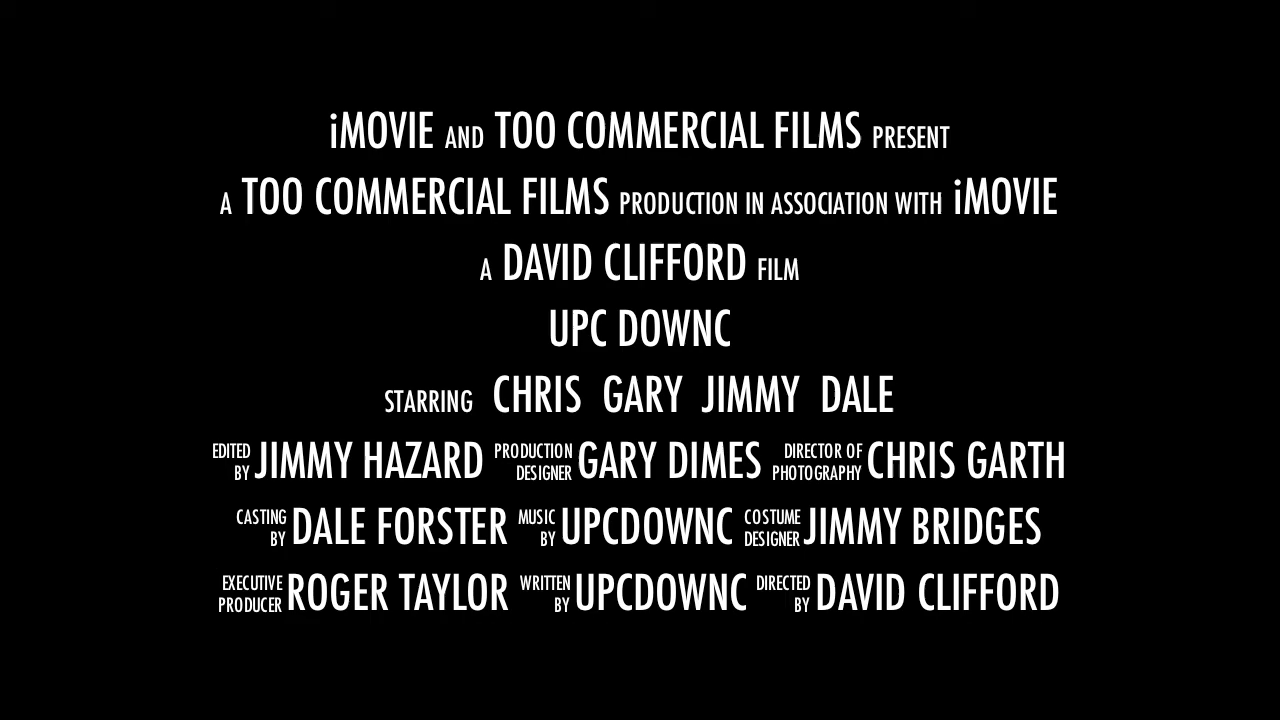 iMOVIE AND TOO COMMERCIAL FILMS PRESENT
A TOO COMMERCIAL FILMS PRODUCTION IN ASSOCIATION WITH iMOVIE
A DAVID CLIFFORD FILM
UPC DOWNC
STARRING CHRIS GARY JIMMY DALE
EDITED BY JIMMY HAZARD PRODUCTION DESIGNER GARY DIMES DIRECTOR OF PHOTOGRAPHY CHRIS GARTH
CASTING BY DALE FORSTER MUSIC BY UPCDOWNC COSTUME DESIGNER JIMMY BRIDGES
EXECUTIVE PRODUCER ROGER TAYLOR WRITTEN BY UPCDOWNC DIRECTED BY DAVID CLIFFORD